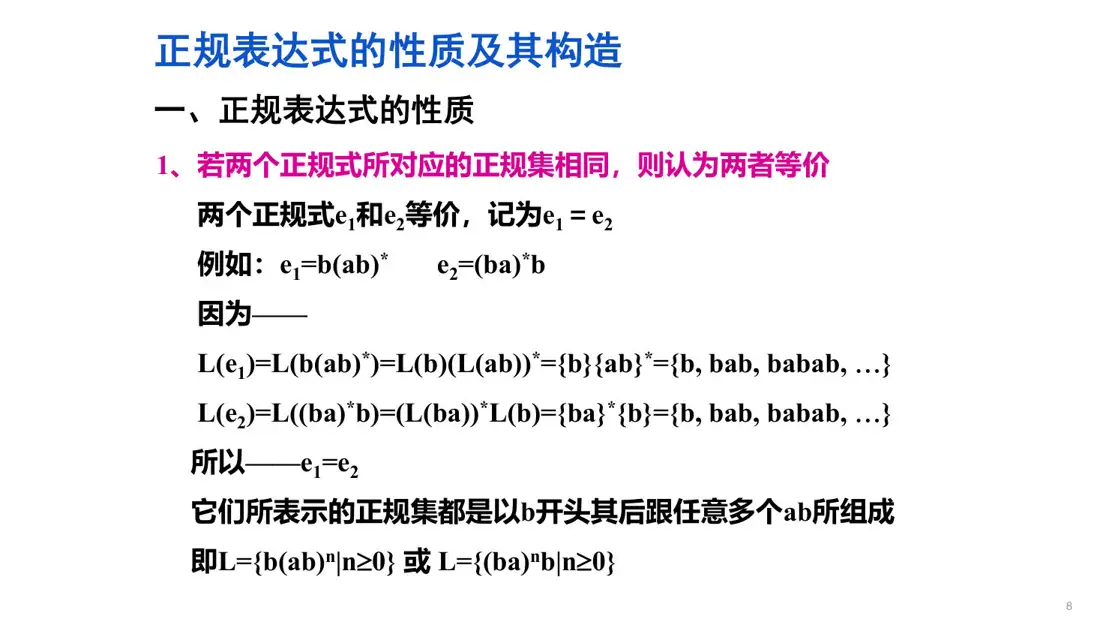 正规表达式的性质及其构造
一、正规表达式的性质
1、若两个正规式所对应的正规集相同，则认为两者等价
两个正规式e₁和e₂等价，记为e₁＝e₂
例如：e₁=b(ab)* e₂=(ba)*b
因为——
L(e₁)=L(b(ab)*)=L(b)(L(ab))*={b}{ab}*={b, bab, babab, …}
L(e₂)=L((ba)*b)=(L(ba))*L(b)={ba}*{b}={b, bab, babab, …}
所以——e₁=e₂
它们所表示的正规集都是以b开头其后跟任意多个ab所组成
即L={b(ab)ⁿ|n≥0} 或 L={(ba)ⁿb|n≥0}
8